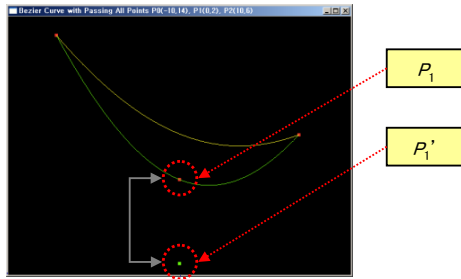 Bezier Curve with Passing All Points P0(-10,14), P1(0,2), P2(10,6)
P1
P1’